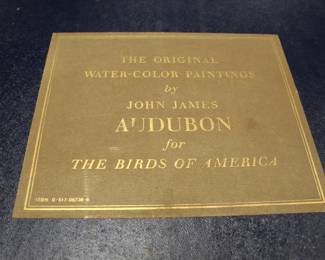 THE ORIGINAL
WATER-COLOR PAINTINGS
by
JOHN JAMES
AUDUBON
for
THE BIRDS OF AMERICA